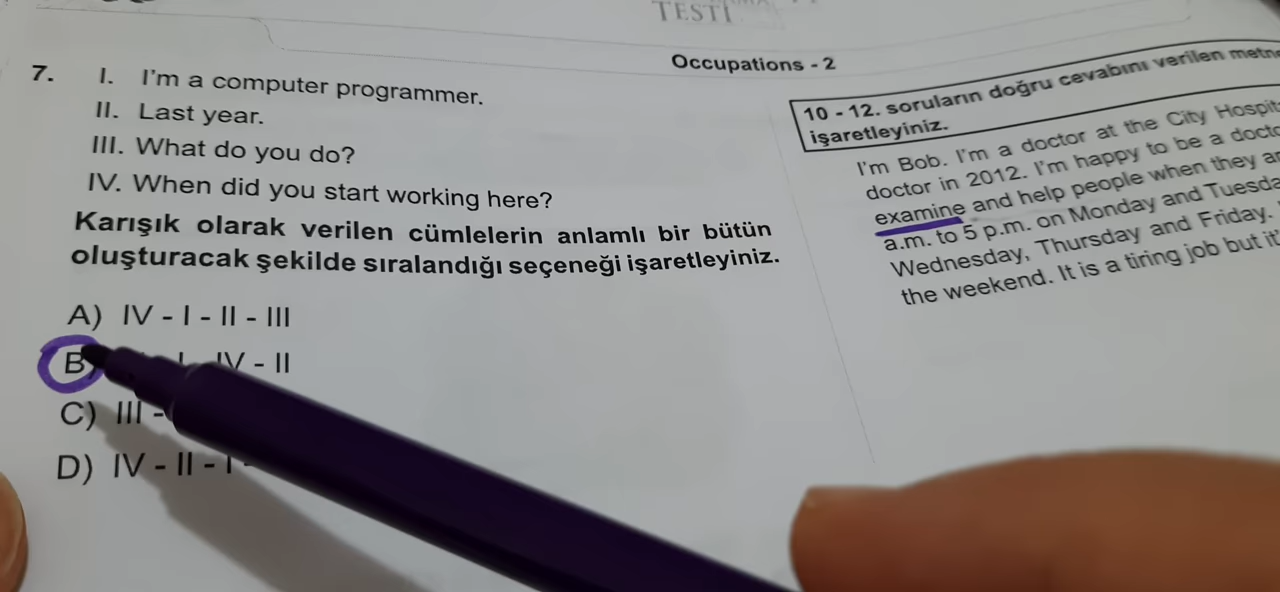 TESTİ
Occupations - 2
7. I. I'm a computer programmer.
II. Last year.
III. What do you do?
IV. When did you start working here?
Karışık olarak verilen cümlelerin anlamlı bir bütün
oluşturacak şekilde sıralandığı seçeneği işaretleyiniz.
A) IV - I - II - III
B) I - IV - II
C) III -
D) IV - II - I -
10 - 12. soruların doğru cevabını verilen
işaretleyiniz.
I'm Bob. I'm a doctor at the City
doctor in 2012. I'm happy to be a
examine and help people when they
a.m. to 5 p.m. on Monday and
Wednesday, Thursday and Friday.
the weekend. It is a tiring job but